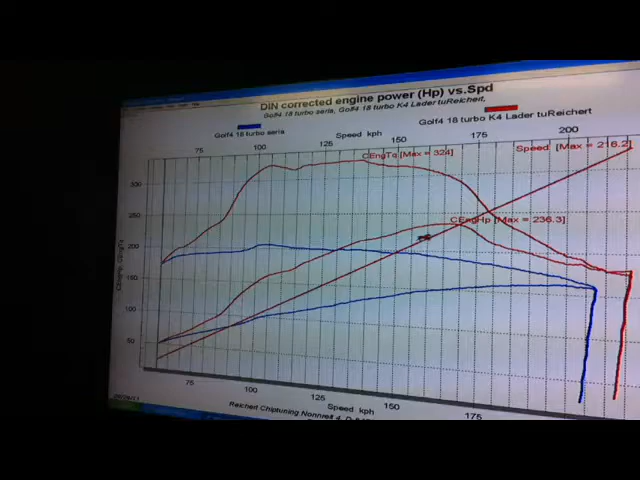 DIN corrected engine power (Hp) vs.Spd
Golf4 18 turbo seria, Golf4 18 turbo K4 Lader tuReichert,
Golf4 18 turbo seria
Golf4 18 turbo K4 Lader tuReichert
75 100 125 150 175 200
Speed kph
CEngTq [Max = 324]
Speed [Max = 216.2]
CEngHp [Max = 236.3]
300
250
200
150
100
50
75 100 150 175
Speed kph
Reichert Chiptuning Nonnreit 4,